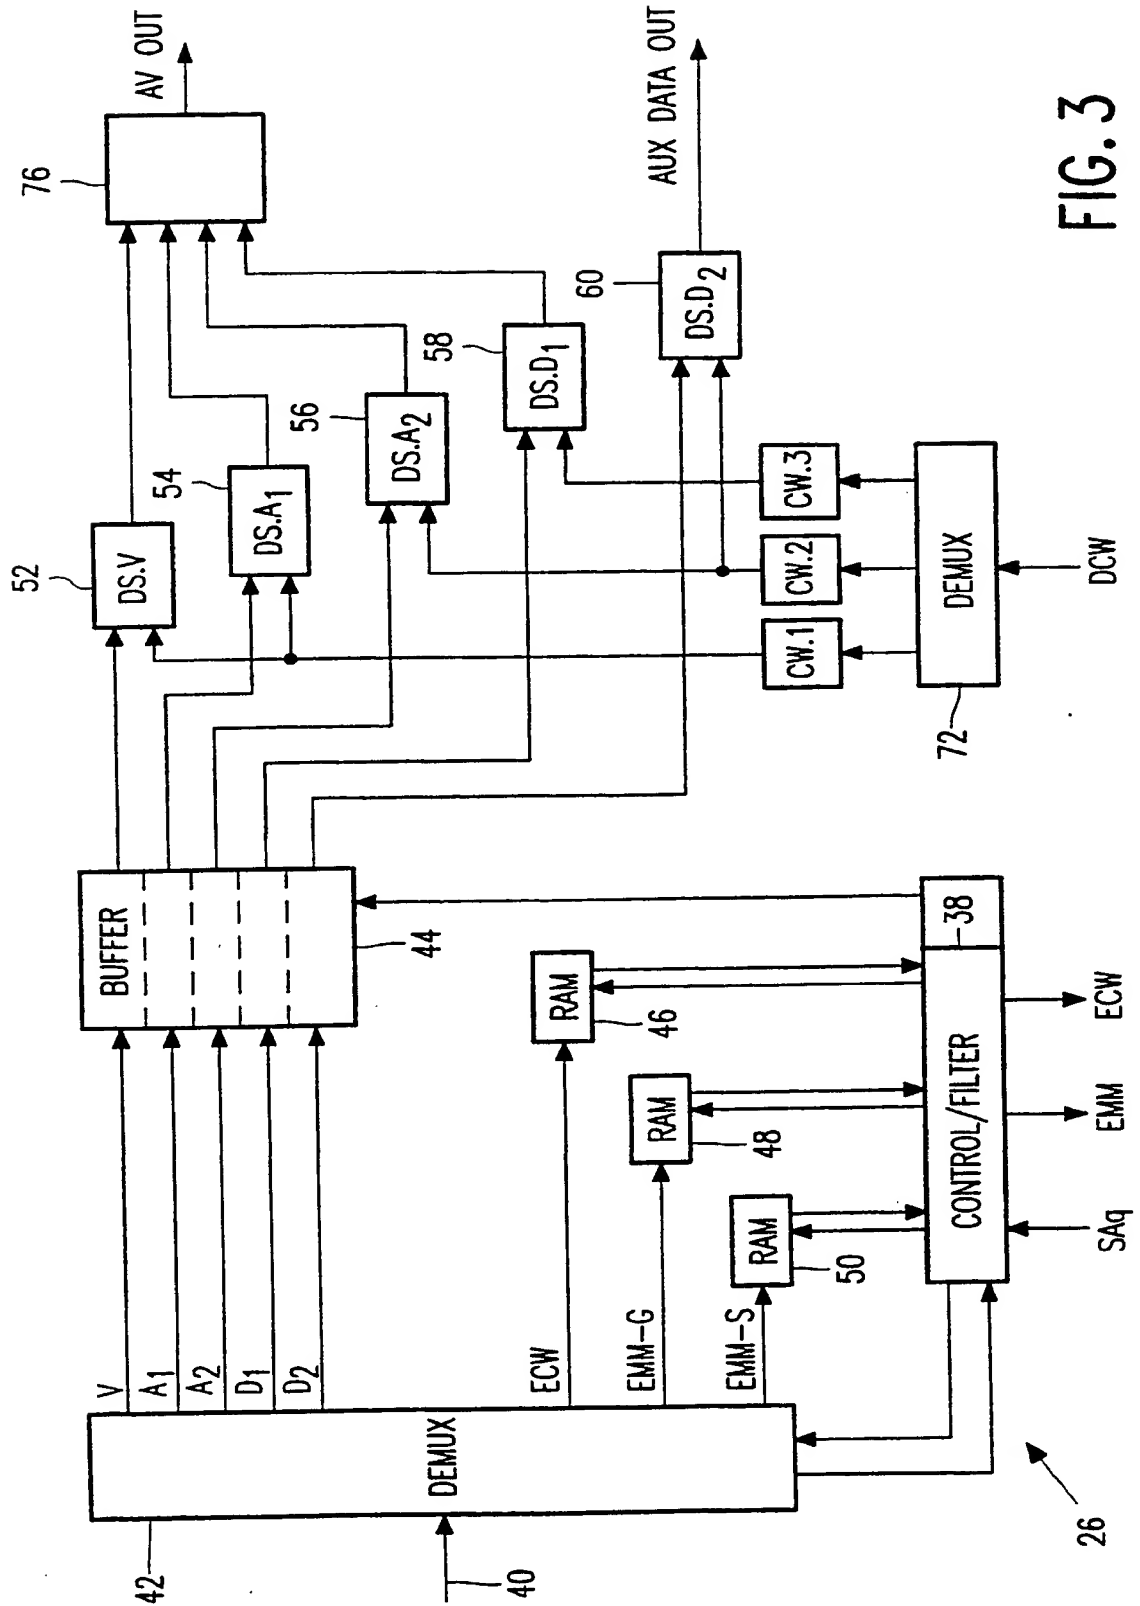 76
AV OUT
52
DS.V
54
DS.A1
56
DS.A2
58
DS.D1
60
DS.D2
AUX DATA OUT
BUFFER
44
V
A1
A2
D1
D2
DEMUX
42
40
ECW
RAM
46
EMM-G
RAM
48
EMM-S
RAM
50
CW.1
CW.2
CW.3
DEMUX
72
DCW
CONTROL/FILTER
38
SAq
EMM
ECW
26
FIG. 3